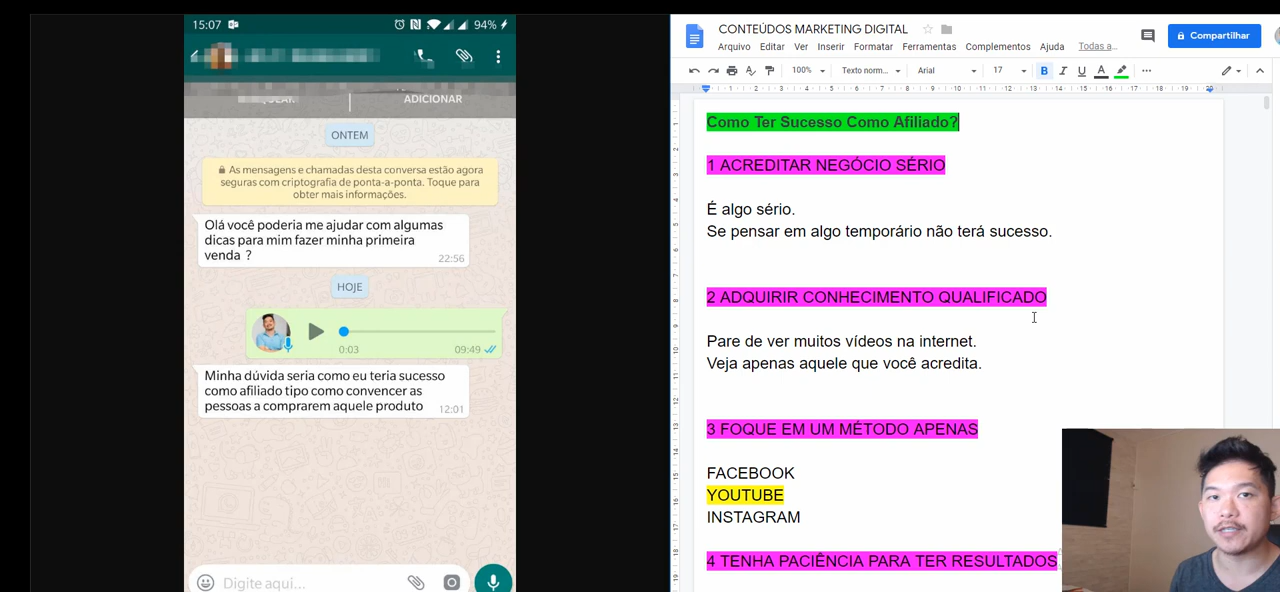 15:07
94%
ADICIONAR
ONTEM
As mensagens e chamadas desta conversa estão agora
seguras com criptografia de ponta-a-ponta. Toque para
obter mais informações.
Olá você poderia me ajudar com algumas
dicas para mim fazer minha primeira
venda ?
22:56
HOJE
0:03
09:49
Minha dúvida seria como eu teria sucesso
como afiliado tipo como convencer as
pessoas a comprarem aquele produto
12:01
Digite aqui...
CONTEÚDOS MARKETING DIGITAL
Compartilhar
Arquivo Editar Ver Inserir Formatar Ferramentas Complementos Ajuda Todas a...
100% Texto norm... Arial 17 B I U A
Como Ter Sucesso Como Afiliado?
1 ACREDITAR NEGÓCIO SÉRIO
É algo sério.
Se pensar em algo temporário não terá sucesso.
2 ADQUIRIR CONHECIMENTO QUALIFICADO
Pare de ver muitos vídeos na internet.
Veja apenas aquele que você acredita.
3 FOQUE EM UM MÉTODO APENAS
FACEBOOK
YOUTUBE
INSTAGRAM
4 TENHA PACIÊNCIA PARA TER RESULTADOS